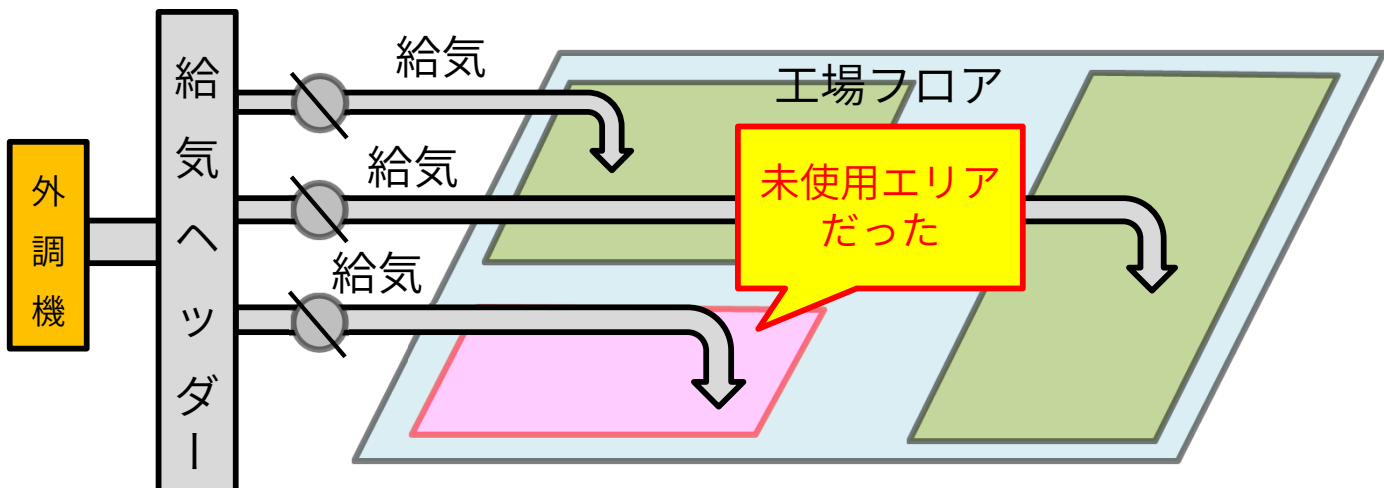 外調機
給気ヘッダー
給気
給気
給気
工場フロア
未使用エリア
だった